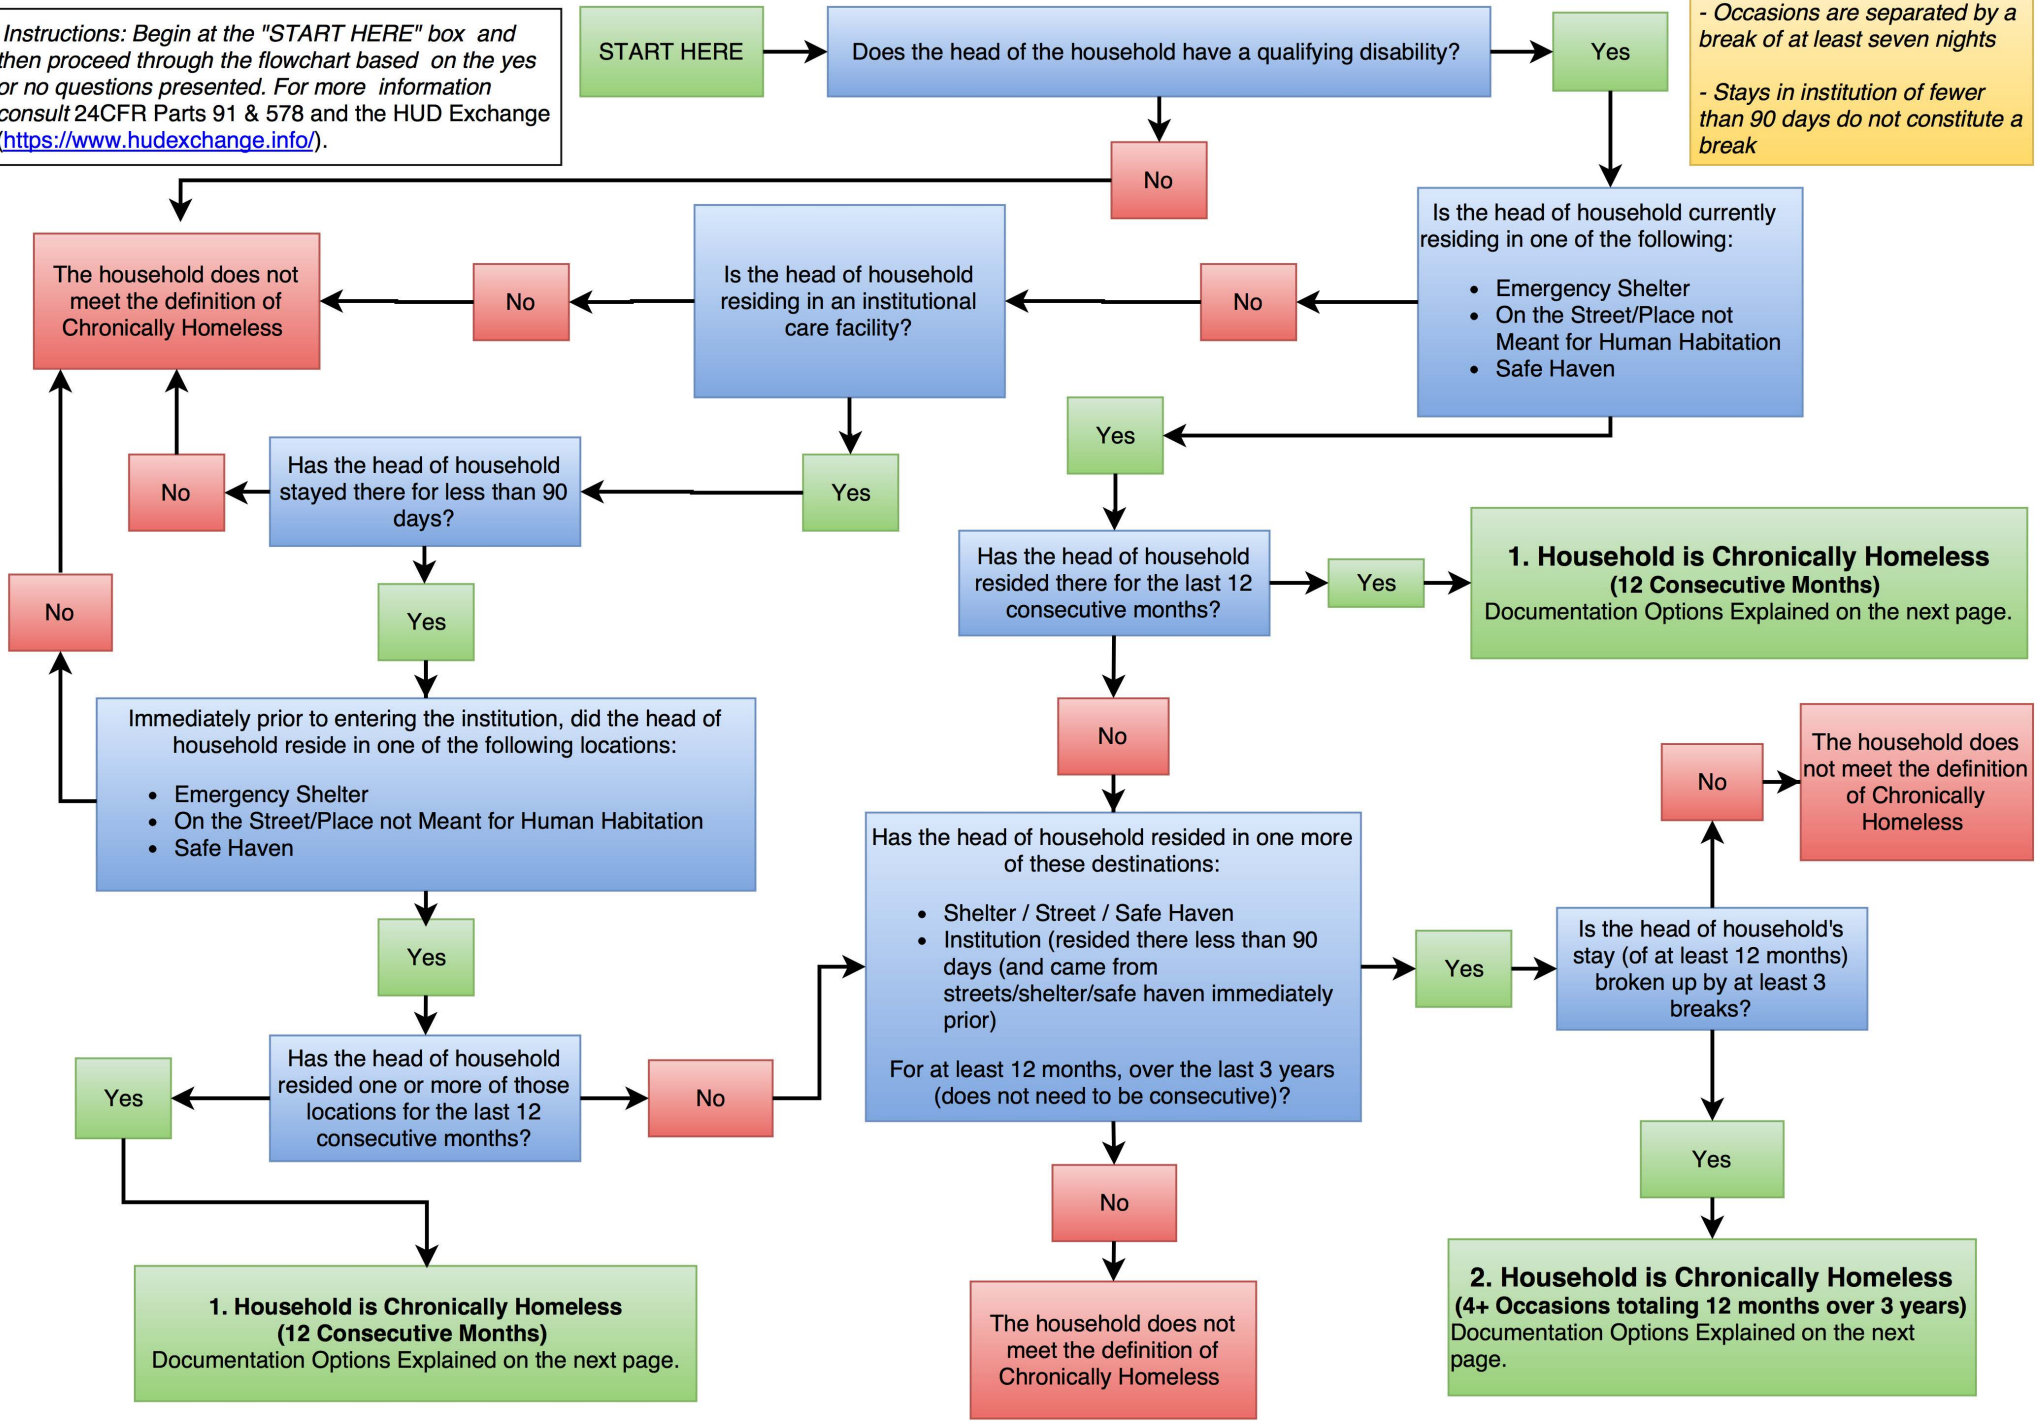 Instructions: Begin at the "START HERE" box and
then proceed through the flowchart based on the yes
or no questions presented. For more information
consult 24CFR Parts 91 & 578 and the HUD Exchange
(https://www.hudexchange.info/).
START HERE
Does the head of the household have a qualifying disability?
Yes
- Occasions are separated by a
break of at least seven nights
- Stays in institution of fewer
than 90 days do not constitute a
break
No
Is the head of household currently
residing in one of the following:
• Emergency Shelter
• On the Street/Place not
Meant for Human Habitation
• Safe Haven
No
Is the head of household
residing in an institutional
care facility?
No
The household does not
meet the definition of
Chronically Homeless
Yes
Has the head of household
stayed there for less than 90
days?
No
Yes
Yes
Has the head of household
resided there for the last 12
consecutive months?
Yes
1. Household is Chronically Homeless
(12 Consecutive Months)
Documentation Options Explained on the next page.
No
Immediately prior to entering the institution, did the head of
household reside in one of the following locations:
• Emergency Shelter
• On the Street/Place not Meant for Human Habitation
• Safe Haven
No
Yes
Has the head of household
resided one or more of those
locations for the last 12
consecutive months?
Yes
No
1. Household is Chronically Homeless
(12 Consecutive Months)
Documentation Options Explained on the next page.
Has the head of household resided in one more
of these destinations:
• Shelter / Street / Safe Haven
• Institution (resided there less than 90
days (and came from
streets/shelter/safe haven immediately
prior)
For at least 12 months, over the last 3 years
(does not need to be consecutive)?
No
The household does not
meet the definition of
Chronically Homeless
Yes
Is the head of household's
stay (of at least 12 months)
broken up by at least 3
breaks?
No
The household does
not meet the definition
of Chronically
Homeless
Yes
2. Household is Chronically Homeless
(4+ Occasions totaling 12 months over 3 years)
Documentation Options Explained on the next
page.